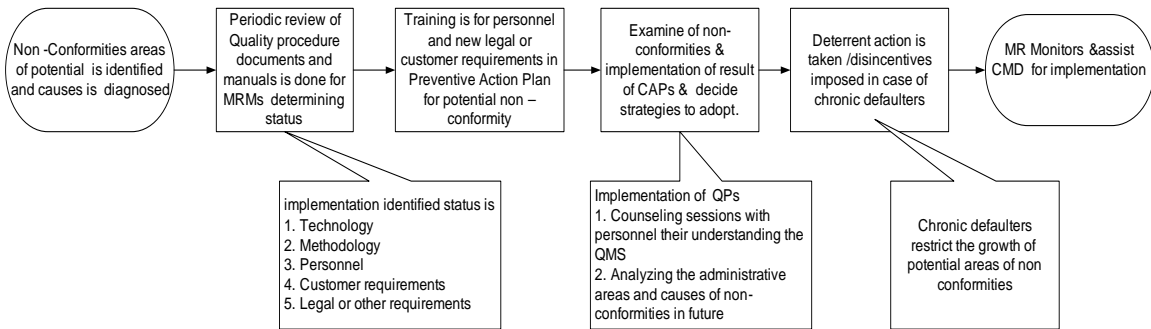 Non -Conformities areas
of potential is identified
and causes is diagnosed
Periodic review of
Quality procedure
documents and
manuals is done for
MRMs determining
status
Training is for personnel
and new legal or
customer requirements in
Preventive Action Plan
for potential non –
conformity
Examine of non-
conformities &
implementation of result
of CAPs & decide
strategies to adopt.
Deterrent action is
taken /disincentives
imposed in case of
chronic defaulters
MR Monitors &assist
CMD for implementation
implementation identified status is
1. Technology
2. Methodology
3. Personnel
4. Customer requirements
5. Legal or other requirements
Implementation of QPs
1. Counseling sessions with
personnel their understanding the
QMS
2. Analyzing the administrative
areas and causes of non-
conformities in future
Chronic defaulters
restrict the growth of
potential areas of non
conformities